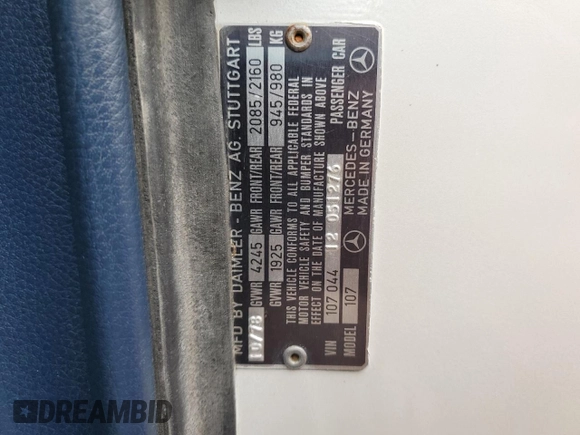 MFD BY DAIMLER-BENZ AG. STUTTGART
10/78 GVWR 4245 GAWR FRONT/REAR 2085/2160 LBS
GVWR 1925 GAWR FRONT/REAR 945/980 KG
THIS VEHICLE CONFORMS TO ALL APPLICABLE FEDERAL
MOTOR VEHICLE SAFETY AND BUMPER STANDARDS IN
EFFECT ON THE DATE OF MANUFACTURE SHOWN ABOVE
VIN 107 044 12 051276 PASSENGER CAR
MODEL 107 MERCEDES-BENZ
MADE IN GERMANY
DREAMBID